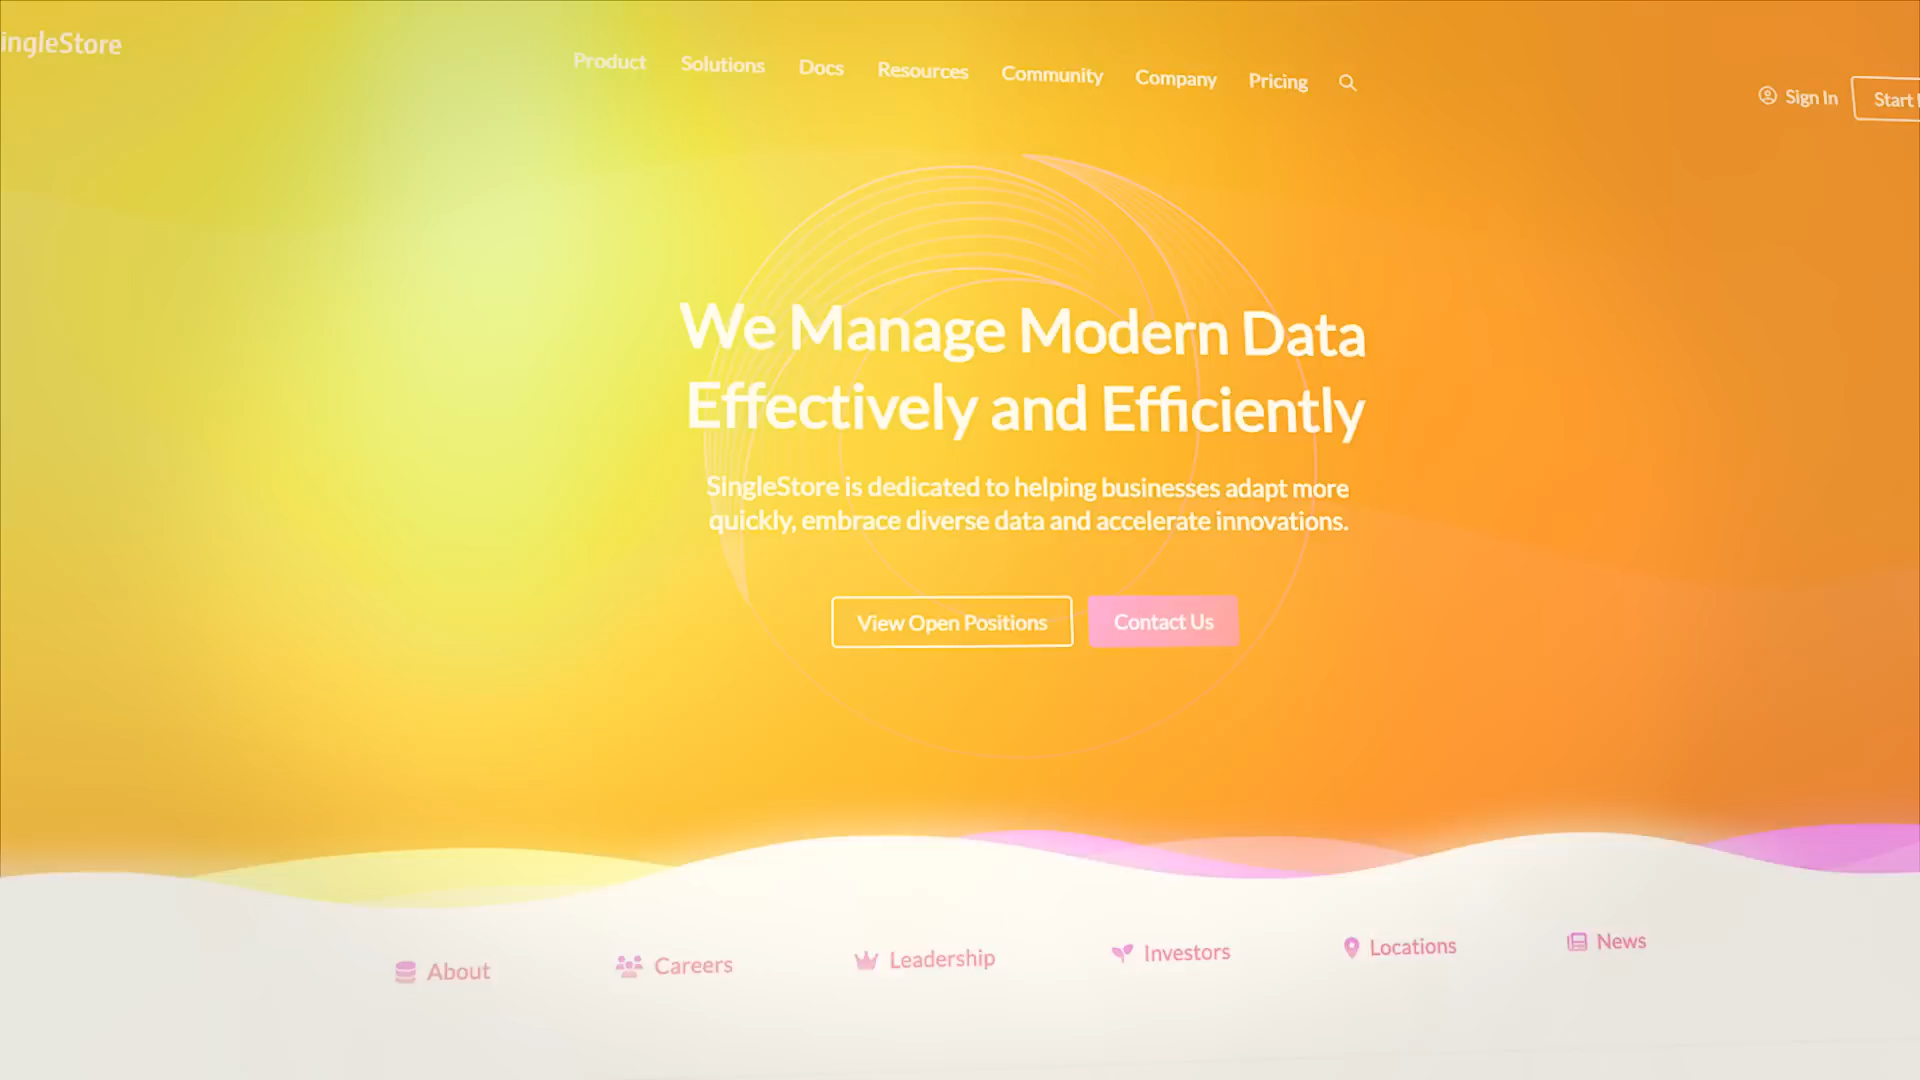 ingleStore
Product Solutions Docs Resources Community Company Pricing
Sign In
Start
We Manage Modern Data
Effectively and Efficiently
SingleStore is dedicated to helping businesses adapt more
quickly, embrace diverse data and accelerate innovations.
View Open Positions
Contact Us
About
Careers
Leadership
Investors
Locations
News